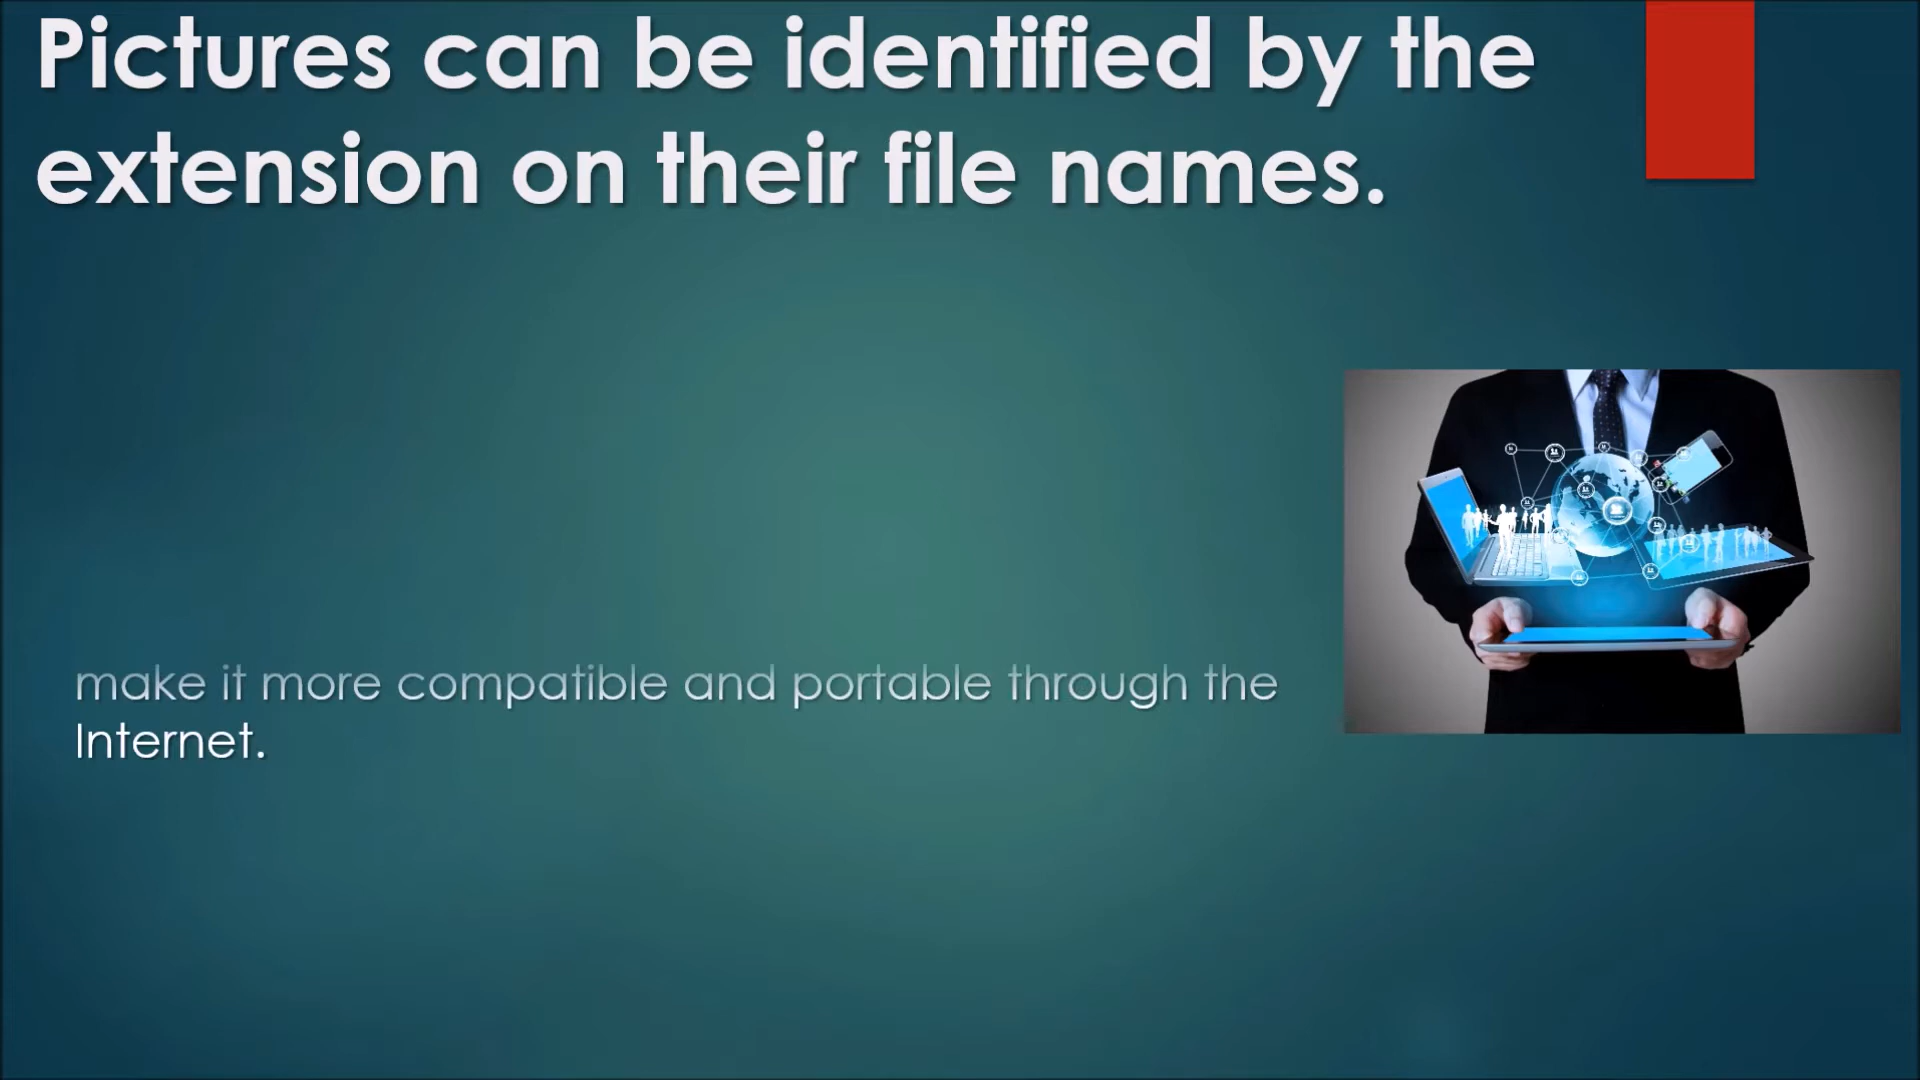 Pictures can be identified by the
extension on their file names.
make it more compatible and portable through the
Internet.